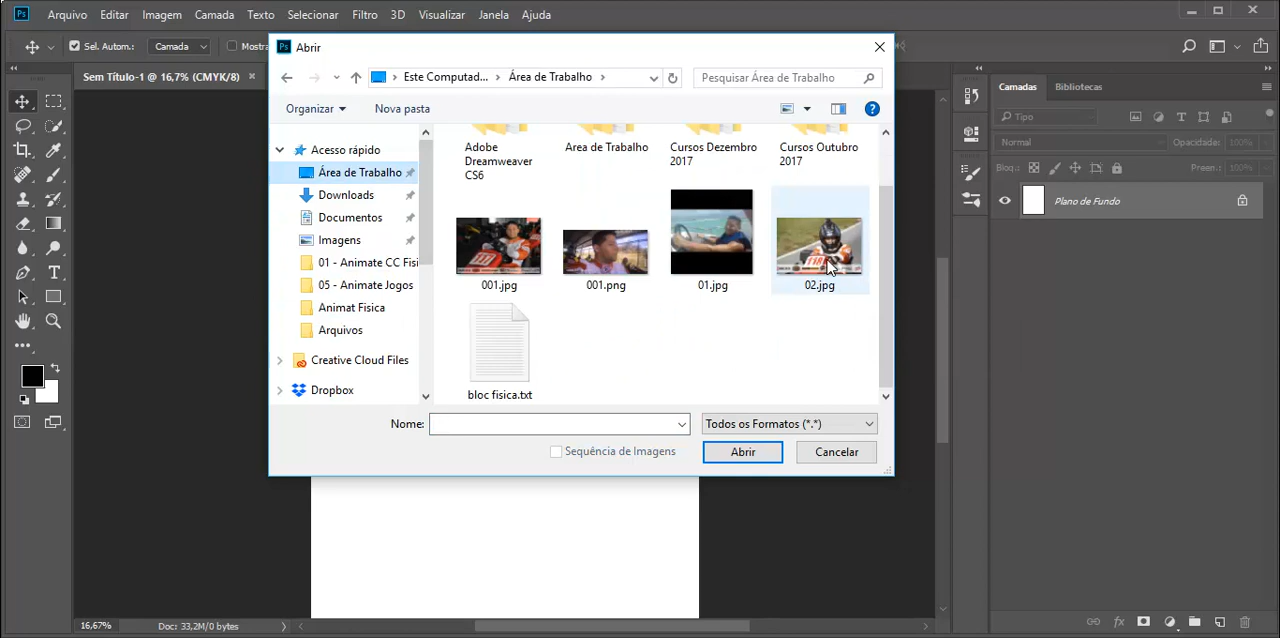 Ps Arquivo Editar Imagem Camada Texto Selecionar Filtro 3D Visualizar Janela Ajuda
Sel. Autom.: Camada Mostra
Sem Título-1 @ 16,7% (CMYK/8)
Ps Abrir
Este Computad... Área de Trabalho
Pesquisar Área de Trabalho
Organizar Nova pasta
Acesso rápido
Área de Trabalho
Downloads
Documentos
Imagens
01 - Animate CC Fisi
05 - Animate Jogos
Animat Fisica
Arquivos
Creative Cloud Files
Dropbox
Adobe
Dreamweaver
CS6
Area de Trabalho
Cursos Dezembro
2017
Cursos Outubro
2017
001.jpg
001.png
01.jpg
02.jpg
bloc fisica.txt
Nome:
Todos os Formatos (*.*)
Sequência de Imagens
Abrir
Cancelar
Camadas Bibliotecas
Tipo
Normal Opacidade: 100%
Bloq.: Preen.: 100%
Plano de Fundo
16,67% Doc: 33,2M/0 bytes
fx